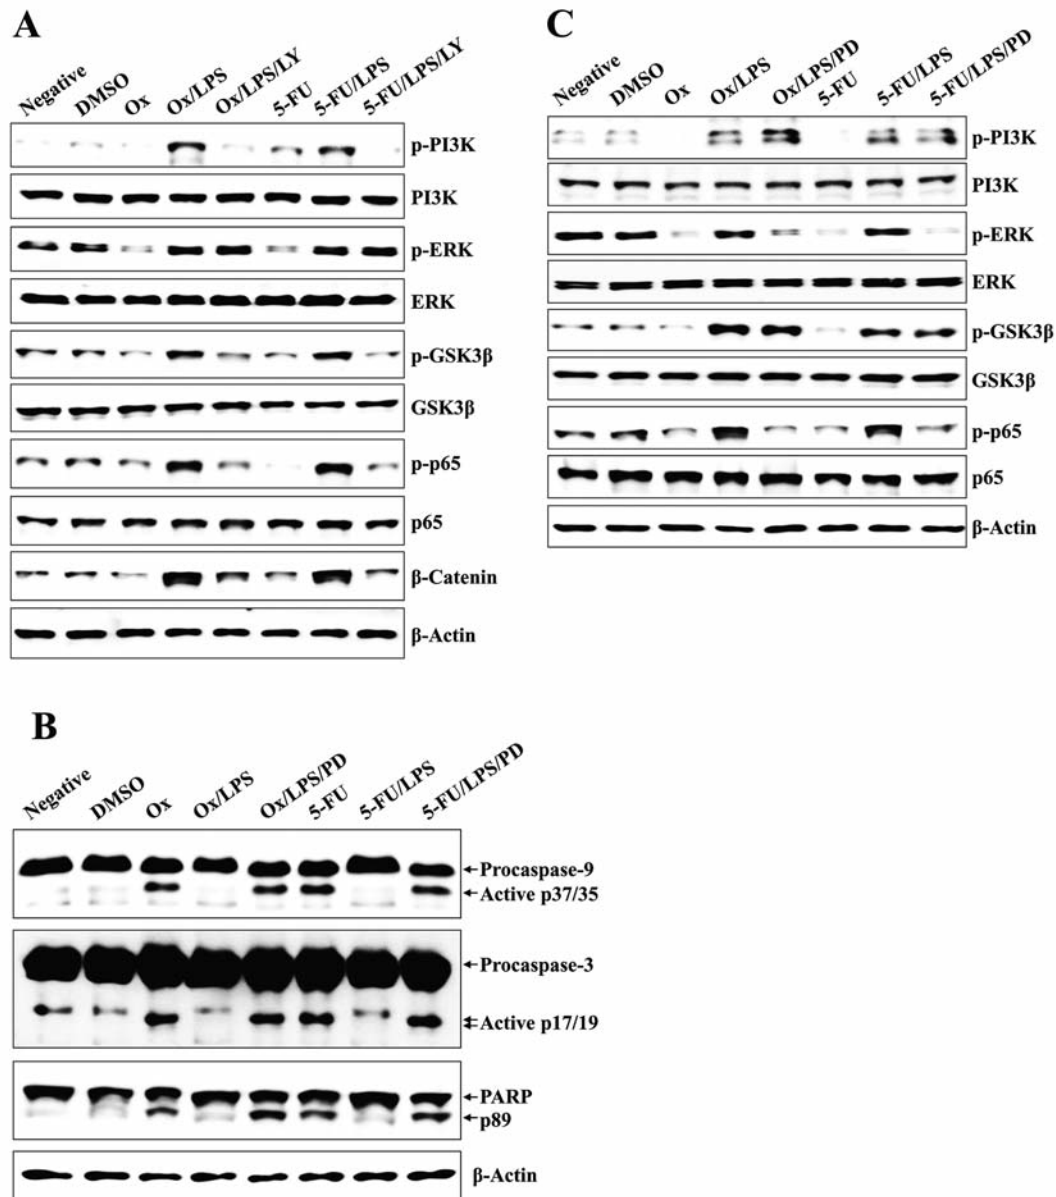 A
Negative
DMSO
Ox
Ox/LPS
Ox/LPS/LY
5-FU
5-FU/LPS
5-FU/LPS/LY
p-PI3K
PI3K
p-ERK
ERK
p-GSK3β
GSK3β
p-p65
p65
β-Catenin
β-Actin
C
Negative
DMSO
Ox
Ox/LPS
Ox/LPS/PD
5-FU
5-FU/LPS
5-FU/LPS/PD
p-PI3K
PI3K
p-ERK
ERK
p-GSK3β
GSK3β
p-p65
p65
β-Actin
B
Negative
DMSO
Ox
Ox/LPS
Ox/LPS/PD
5-FU
5-FU/LPS
5-FU/LPS/PD
Procaspase-9
Active p37/35
Procaspase-3
Active p17/19
PARP
p89
β-Actin